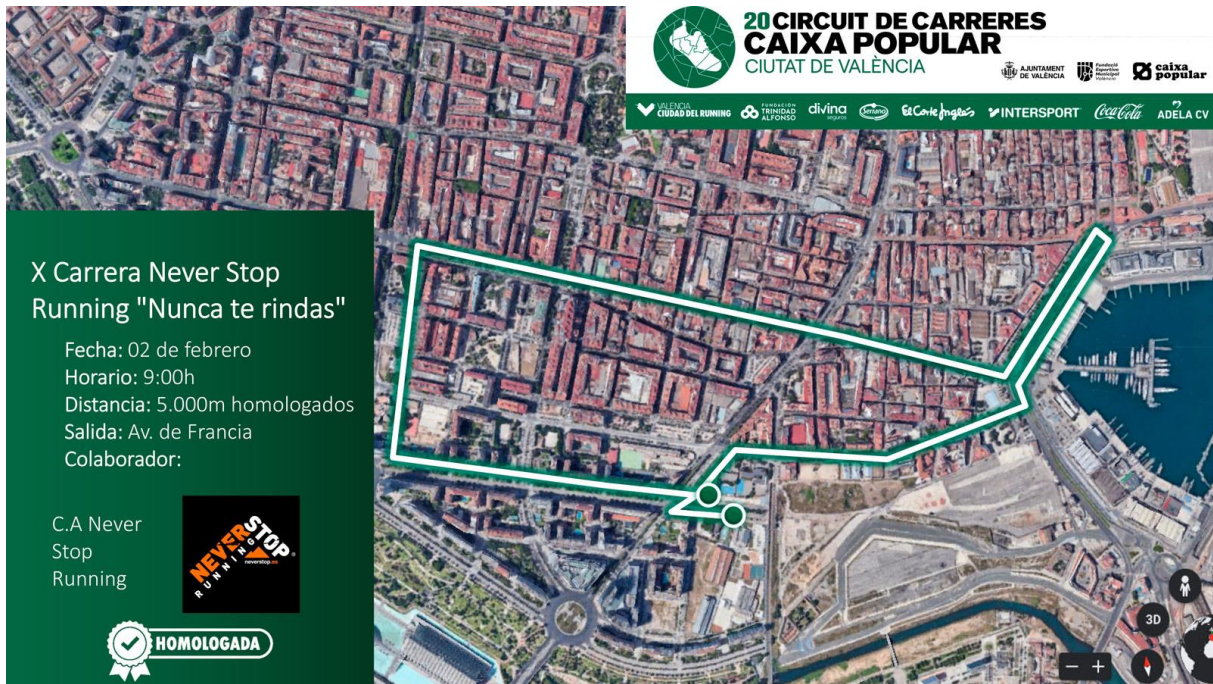 20 CIRCUIT DE CARRERES
CAIXA POPULAR
CIUTAT DE VALÈNCIA
AJUNTAMENT
DE VALÈNCIA
Fundació
Esportiva
Municipal
València
caixa
popular
VALENCIA
CIUDAD DEL RUNNING
FUNDACIÓN
TRINIDAD
ALFONSO
divina
seguros
Serrano
El Corte Inglés
INTERSPORT
Coca-Cola
ADELA CV
X Carrera Never Stop
Running "Nunca te rindas"
Fecha: 02 de febrero
Horario: 9:00h
Distancia: 5.000m homologados
Salida: Av. de Francia
Colaborador:
C.A Never
Stop
Running
NEVERSTOP
RUNNING
neverstop.es
HOMOLOGADA
3D